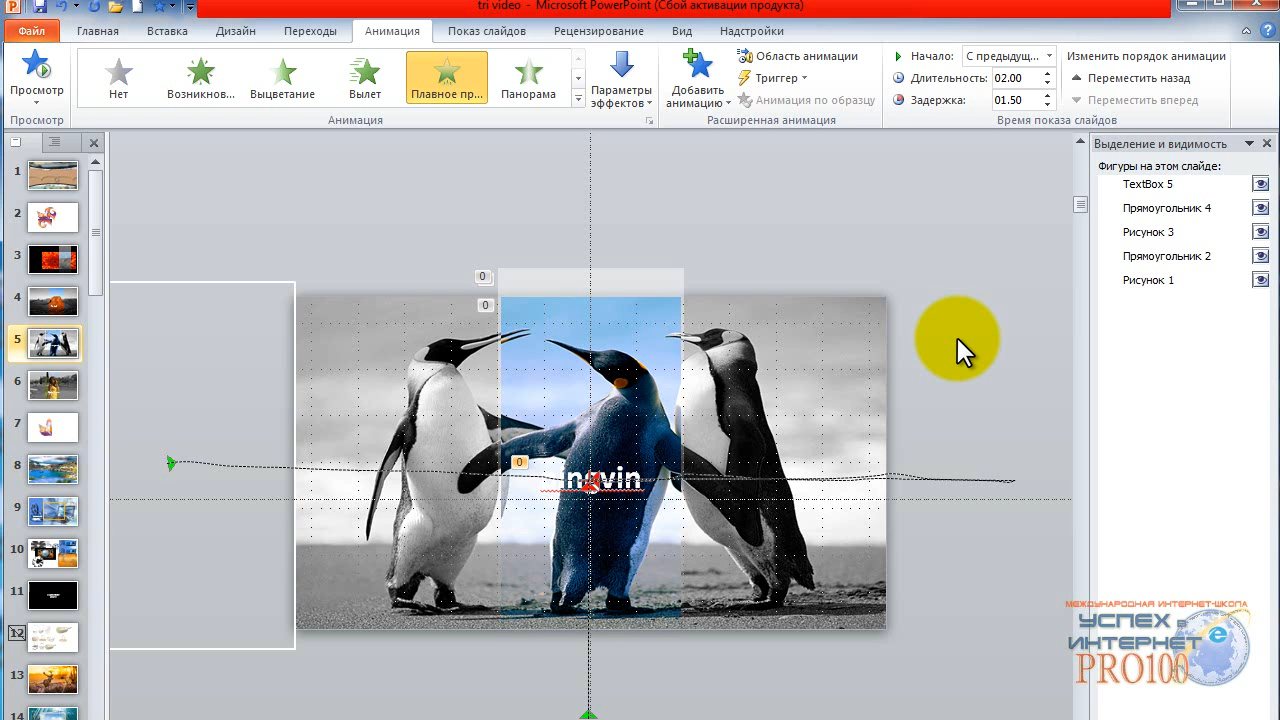 tri video - Microsoft PowerPoint (Сбой активации продукта)
Файл Главная Вставка Дизайн Переходы Анимация Показ слайдов Рецензирование Вид Надстройки
Просмотр
Нет Возникнов... Выцветание Вылет Плавное пр... Панорама
Параметры эффектов
Добавить анимацию
Область анимации
Триггер
Анимация по образцу
Начало: С предыдущ...
Длительность: 02.00
Задержка: 01.50
Изменить порядок анимации
Переместить назад
Переместить вперед
Просмотр Анимация Расширенная анимация Время показа слайдов
1
2
3
4
5
6
7
8
9
10
11
12
13
14
0
0
0
Выделение и видимость
Фигуры на этом слайде:
TextBox 5
Прямоугольник 4
Рисунок 3
Прямоугольник 2
Рисунок 1
МЕЖДУНАРОДНАЯ ИНТЕРНЕТ-ШКОЛА
УСПЕХ в
ИНТЕРНЕТ
PRO100